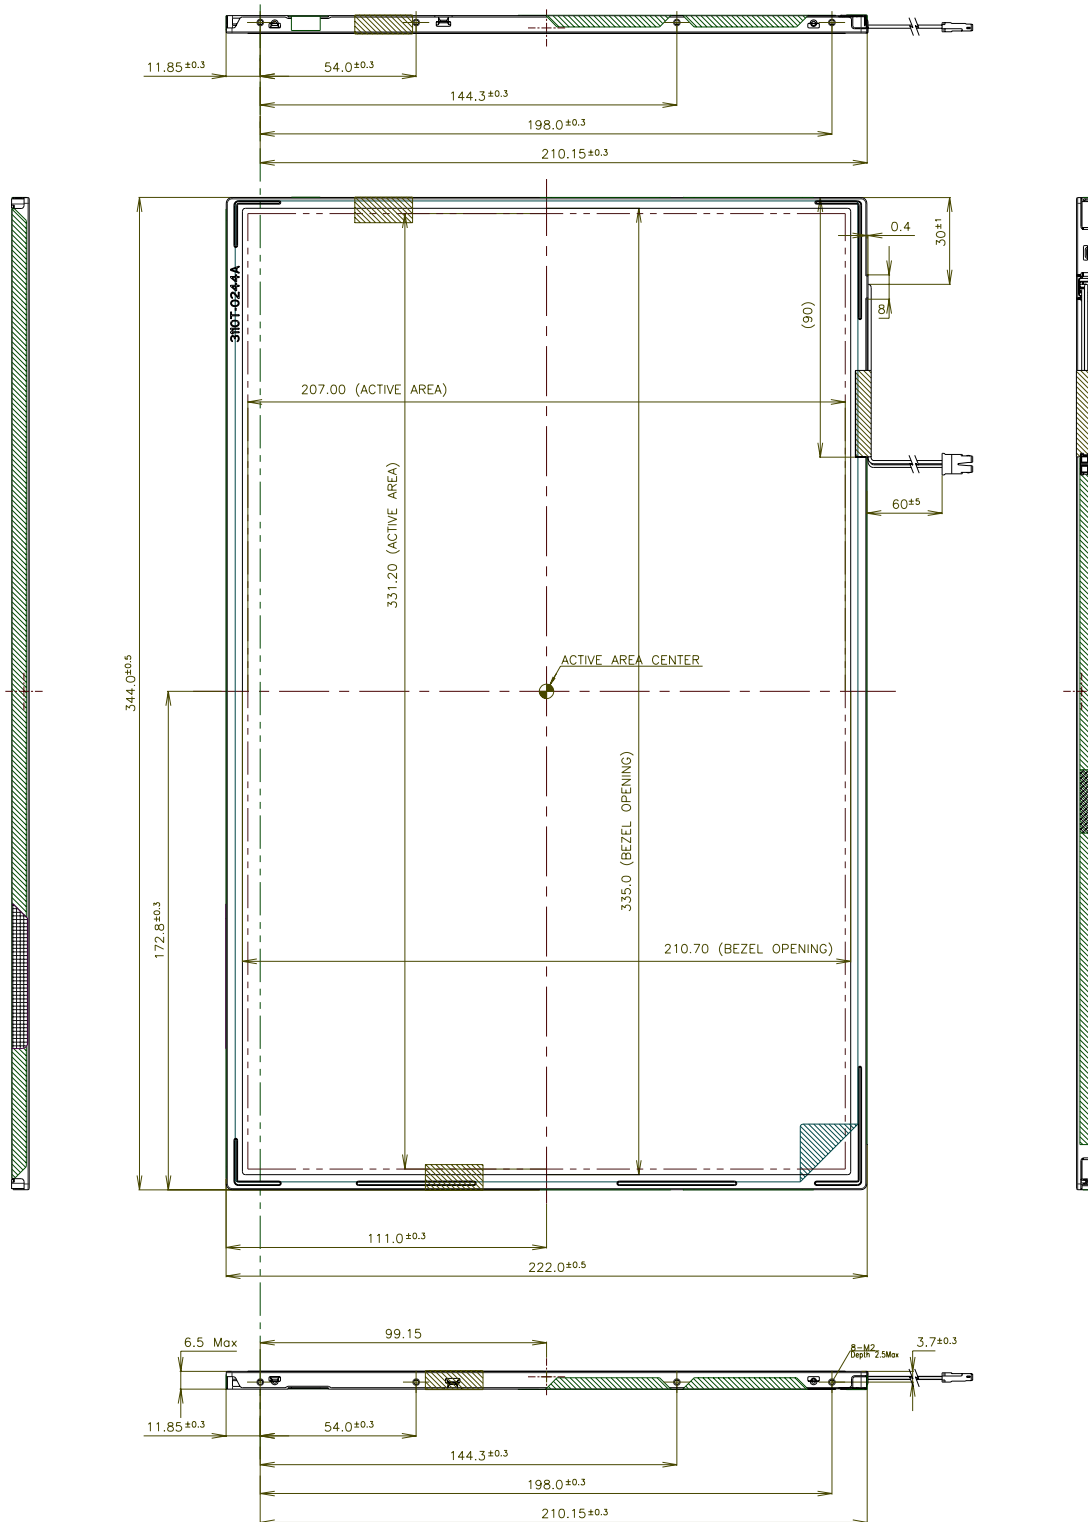 11.85±0.3
54.0±0.3
144.3±0.3
198.0±0.3
210.15±0.3
0.4
30±1
3110T-0244A
8
(90)
207.00 (ACTIVE AREA)
331.20 (ACTIVE AREA)
60±5
ACTIVE AREA CENTER
344.0±0.5
335.0 (BEZEL OPENING)
172.8±0.3
210.70 (BEZEL OPENING)
111.0±0.3
222.0±0.5
99.15
6.5 Max
8-M2
Depth 2.5Max
3.7±0.3
11.85±0.3
54.0±0.3
144.3±0.3
198.0±0.3
210.15±0.3